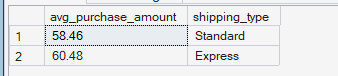 avg_purchase_amount shipping_type
1 58.46 Standard
2 60.48 Express